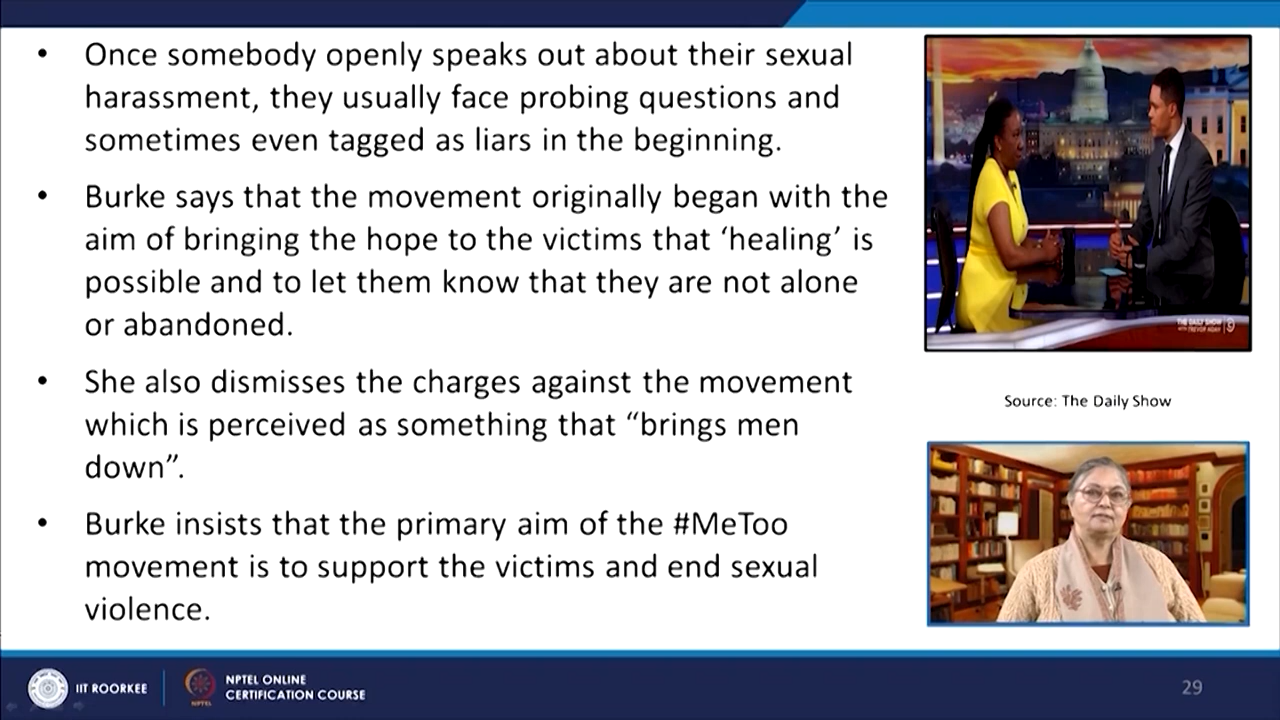 • Once somebody openly speaks out about their sexual
harassment, they usually face probing questions and
sometimes even tagged as liars in the beginning.
• Burke says that the movement originally began with the
aim of bringing the hope to the victims that ‘healing’ is
possible and to let them know that they are not alone
or abandoned.
• She also dismisses the charges against the movement
which is perceived as something that “brings men
down”.
• Burke insists that the primary aim of the #MeToo
movement is to support the victims and end sexual
violence.
THE DAILY SHOW
WITH TREVOR NOAH
Source: The Daily Show
IIT ROORKEE
NPTEL
NPTEL ONLINE
CERTIFICATION COURSE
29